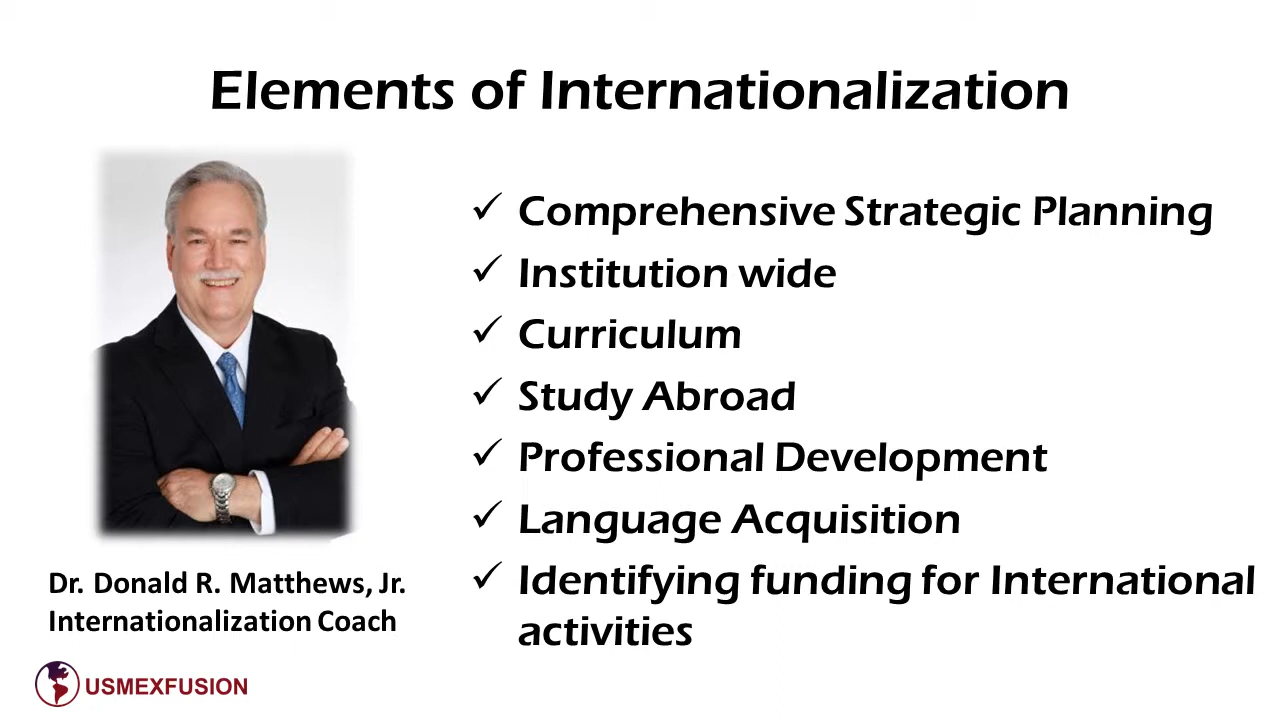 Elements of Internationalization
Comprehensive Strategic Planning
Institution wide
Curriculum
Study Abroad
Professional Development
Language Acquisition
Identifying funding for International
activities
Dr. Donald R. Matthews, Jr.
Internationalization Coach
USMEXFUSION